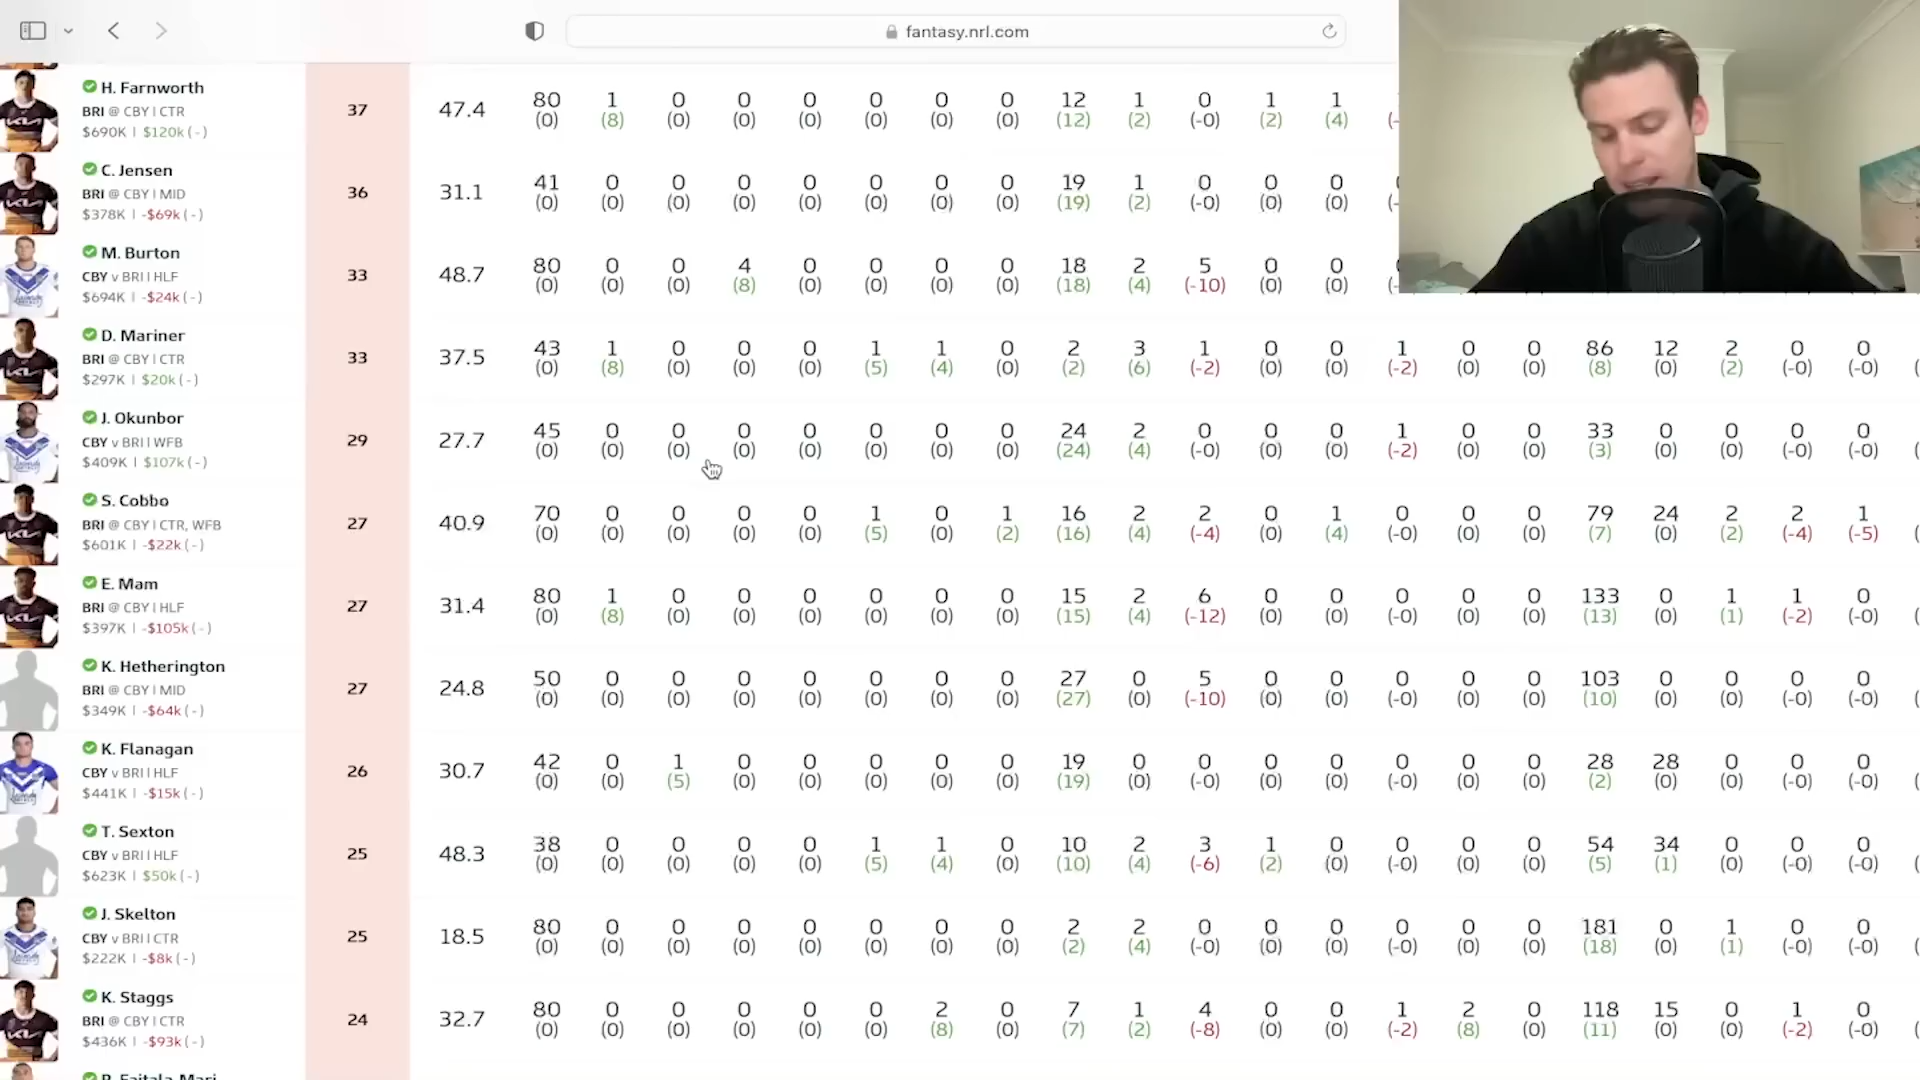 fantasy.nrl.com
H. Farnworth
BRI @ CBY | CTR
$690K | $120k ( - )
37 47.4 80 1 0 0 0 0 0 0 12 1 0 1 1
(0) (8) (0) (0) (0) (0) (0) (0) (12) (2) (-0) (2) (4) (-
C. Jensen
BRI @ CBY | MID
$378K | -$69k ( - )
36 31.1 41 0 0 0 0 0 0 0 19 1 0 0 0
(0) (0) (0) (0) (0) (0) (0) (0) (19) (2) (-0) (0) (0) (-
M. Burton
CBY v BRI | HLF
$694K | -$24k ( - )
33 48.7 80 0 0 4 0 0 0 0 18 2 5 0 0
(0) (0) (0) (8) (0) (0) (0) (0) (18) (4) (-10) (0) (0) (-
D. Mariner
BRI @ CBY | CTR
$297K | $20k ( - )
33 37.5 43 1 0 0 0 1 1 0 2 3 1 0 0 1 0 0 86 12 2 0 0
(0) (8) (0) (0) (0) (5) (4) (0) (2) (6) (-2) (0) (0) (-2) (0) (0) (8) (0) (2) (-0) (-0) (
J. Okunbor
CBY v BRI | WFB
$409K | $107k ( - )
29 27.7 45 0 0 0 0 0 0 0 24 2 0 0 0 1 0 0 33 0 0 0 0
(0) (0) (0) (0) (0) (0) (0) (0) (24) (4) (-0) (0) (0) (-2) (0) (0) (3) (0) (0) (-0) (-0) (
S. Cobbo
BRI @ CBY | CTR, WFB
$601K | -$22k ( - )
27 40.9 70 0 0 0 0 1 0 1 16 2 2 0 1 0 0 0 79 24 2 2 1
(0) (0) (0) (0) (0) (5) (0) (2) (16) (4) (-4) (0) (4) (-0) (0) (0) (7) (0) (2) (-4) (-5) (
E. Mam
BRI @ CBY | HLF
$397K | -$105k ( - )
27 31.4 80 1 0 0 0 0 0 0 15 2 6 0 0 0 0 0 133 0 1 1 0
(0) (8) (0) (0) (0) (0) (0) (0) (15) (4) (-12) (0) (0) (-0) (0) (0) (13) (0) (1) (-2) (-0) (
K. Hetherington
BRI @ CBY | MID
$349K | -$64k ( - )
27 24.8 50 0 0 0 0 0 0 0 27 0 5 0 0 0 0 0 103 0 0 0 0
(0) (0) (0) (0) (0) (0) (0) (0) (27) (0) (-10) (0) (0) (-0) (0) (0) (10) (0) (0) (-0) (-0) (
K. Flanagan
CBY v BRI | HLF
$441K | -$15k ( - )
26 30.7 42 0 1 0 0 0 0 0 19 0 0 0 0 0 0 0 28 28 0 0 0
(0) (0) (5) (0) (0) (0) (0) (0) (19) (0) (-0) (0) (0) (-0) (0) (0) (2) (0) (0) (-0) (-0) (
T. Sexton
CBY v BRI | HLF
$623K | $50k ( - )
25 48.3 38 0 0 0 0 1 1 0 10 2 3 1 0 0 0 0 54 34 0 0 0
(0) (0) (0) (0) (0) (5) (4) (0) (10) (4) (-6) (2) (0) (-0) (0) (0) (5) (1) (0) (-0) (-0) (
J. Skelton
CBY v BRI | CTR
$222K | -$8k ( - )
25 18.5 80 0 0 0 0 0 0 0 2 2 0 0 0 0 0 0 181 0 1 0 0
(0) (0) (0) (0) (0) (0) (0) (0) (2) (4) (-0) (0) (0) (-0) (0) (0) (18) (0) (1) (-0) (-0) (
K. Staggs
BRI @ CBY | CTR
$436K | -$93k ( - )
24 32.7 80 0 0 0 0 0 2 0 7 1 4 0 0 1 2 0 118 15 0 1 0
(0) (0) (0) (0) (0) (0) (8) (0) (7) (2) (-8) (0) (0) (-2) (8) (0) (11) (0) (0) (-2) (-0) (